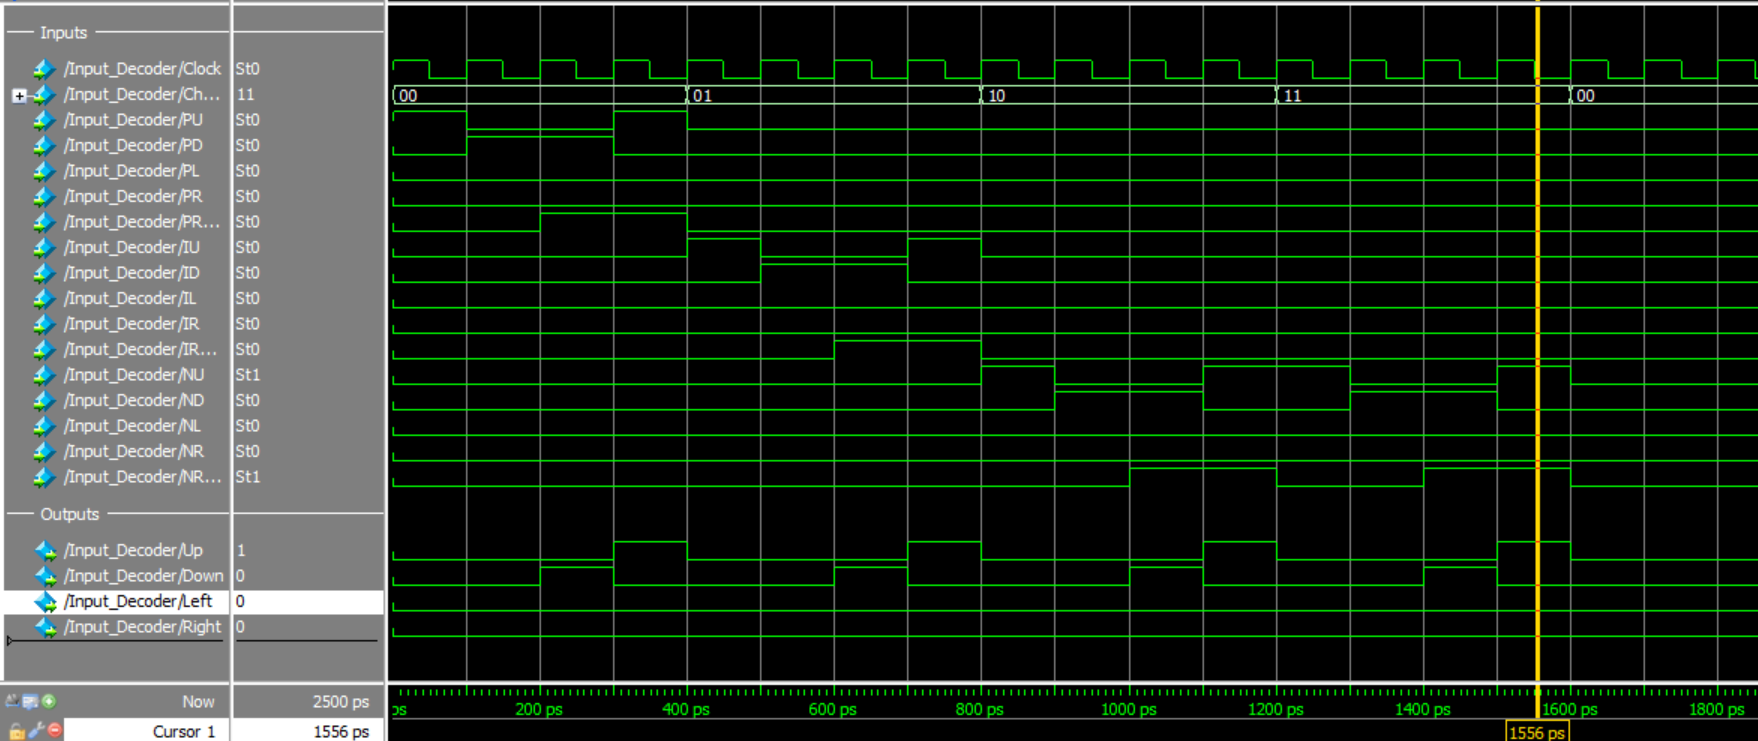 Inputs
/Input_Decoder/Clock St0
/Input_Decoder/Ch... 11 00 01 10 11 00
/Input_Decoder/PU St0
/Input_Decoder/PD St0
/Input_Decoder/PL St0
/Input_Decoder/PR St0
/Input_Decoder/PR... St0
/Input_Decoder/IU St0
/Input_Decoder/ID St0
/Input_Decoder/IL St0
/Input_Decoder/IR St0
/Input_Decoder/IR... St0
/Input_Decoder/NU St1
/Input_Decoder/ND St0
/Input_Decoder/NL St0
/Input_Decoder/NR St0
/Input_Decoder/NR... St1
Outputs
/Input_Decoder/Up 1
/Input_Decoder/Down 0
/Input_Decoder/Left 0
/Input_Decoder/Right 0
Now 2500 ps ps 200 ps 400 ps 600 ps 800 ps 1000 ps 1200 ps 1400 ps 1600 ps 1800 ps
Cursor 1 1556 ps 1556 ps